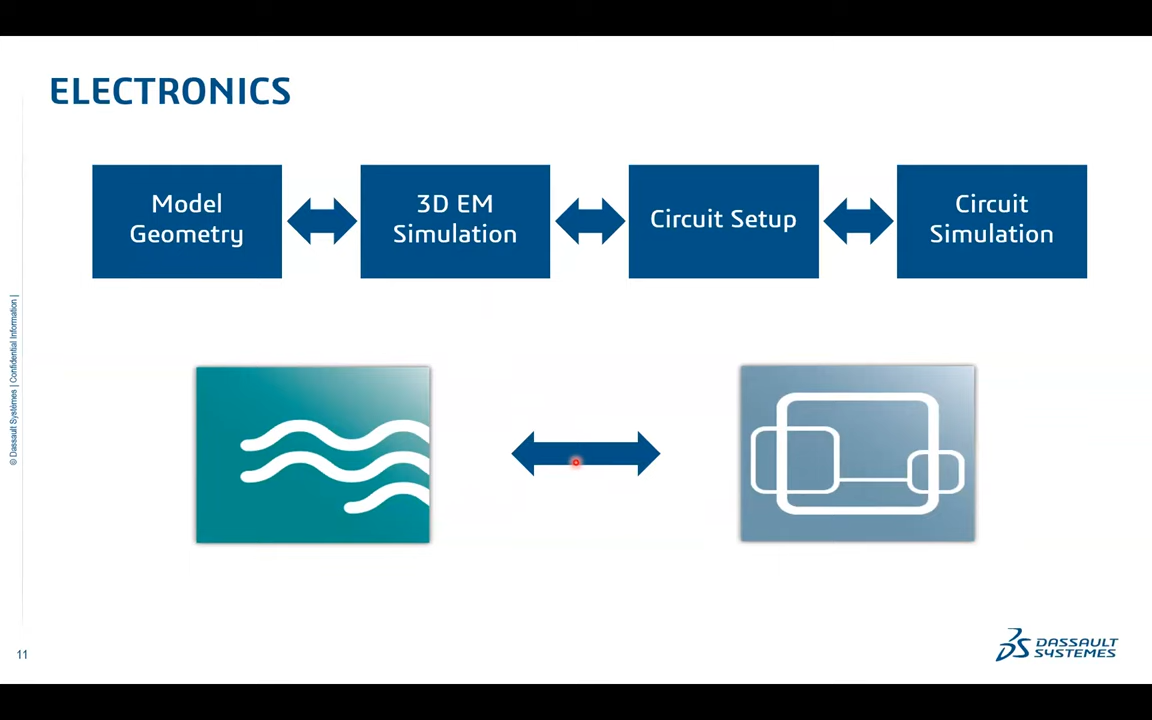 ELECTRONICS
Model
Geometry
3D EM
Simulation
Circuit Setup
Circuit
Simulation
© Dassault Systèmes | Confidential Information |
11
DASSAULT
SYSTEMES